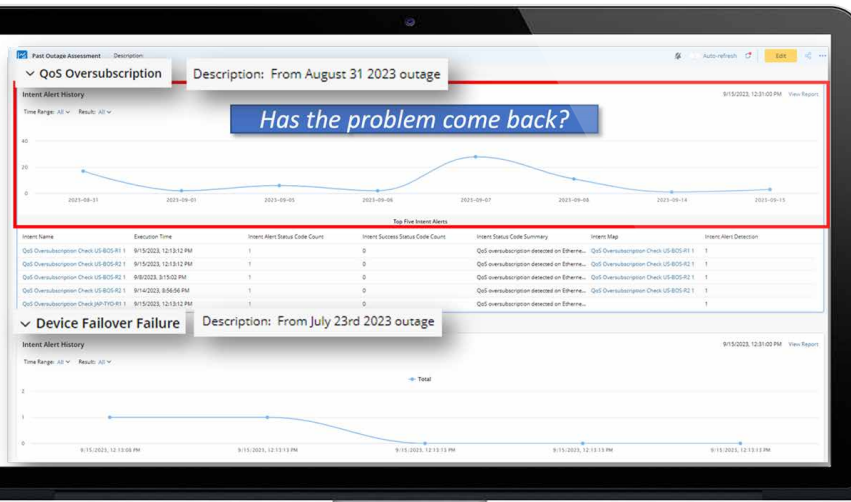 Past Outage Assessment Description
Auto-refresh Edit
QoS Oversubscription
Description: From August 31 2023 outage
Intent Alert History
9/15/2023, 12:31:03 PM View Report
Time Range: All Result: All
Has the problem come back?
40
20
0
2023-08-31 2023-09-01 2023-09-05 2023-09-06 2023-09-07 2023-09-08 2023-09-14 2023-09-15
Top Five Intent Alerts
Intent Name Execution Time Intent Alert Status Code Count Intent Success Status Code Count Intent Status Code Summary Intent Map Intent Alert Detection
QoS Oversubscription Check US-BOS-R1 1 9/15/2023, 12:13:12 PM 1 0 QoS oversubscription detected on Etherne... QoS Oversubscription Check US-BOS-R1 1 1
QoS Oversubscription Check US-BOS-R2 1 9/15/2023, 12:13:12 PM 1 0 QoS oversubscription detected on Etherne... QoS Oversubscription Check US-BOS-R2 1 1
QoS Oversubscription Check US-BOS-R2 1 9/8/2023, 3:15:02 PM 1 0 QoS oversubscription detected on Etherne... QoS Oversubscription Check US-BOS-R2 1 1
QoS Oversubscription Check US-BOS-R2 1 9/14/2023, 8:56:56 PM 1 0 QoS oversubscription detected on Etherne... QoS Oversubscription Check US-BOS-R2 1 1
QoS Oversubscription Check JAP-TYO-R1 1 9/15/2023, 12:13:12 PM 1 0 QoS oversubscription detected on Etherne... 1
Device Failover Failure
Description: From July 23rd 2023 outage
Intent Alert History
9/15/2023, 12:31:03 PM View Report
Time Range: All Result: All
Total
2
1
0
9/15/2023, 12:13:08 PM 9/15/2023, 12:13:13 PM 9/15/2023, 12:13:13 PM 9/15/2023, 12:13:13 PM 9/15/2023, 12:13:13 PM